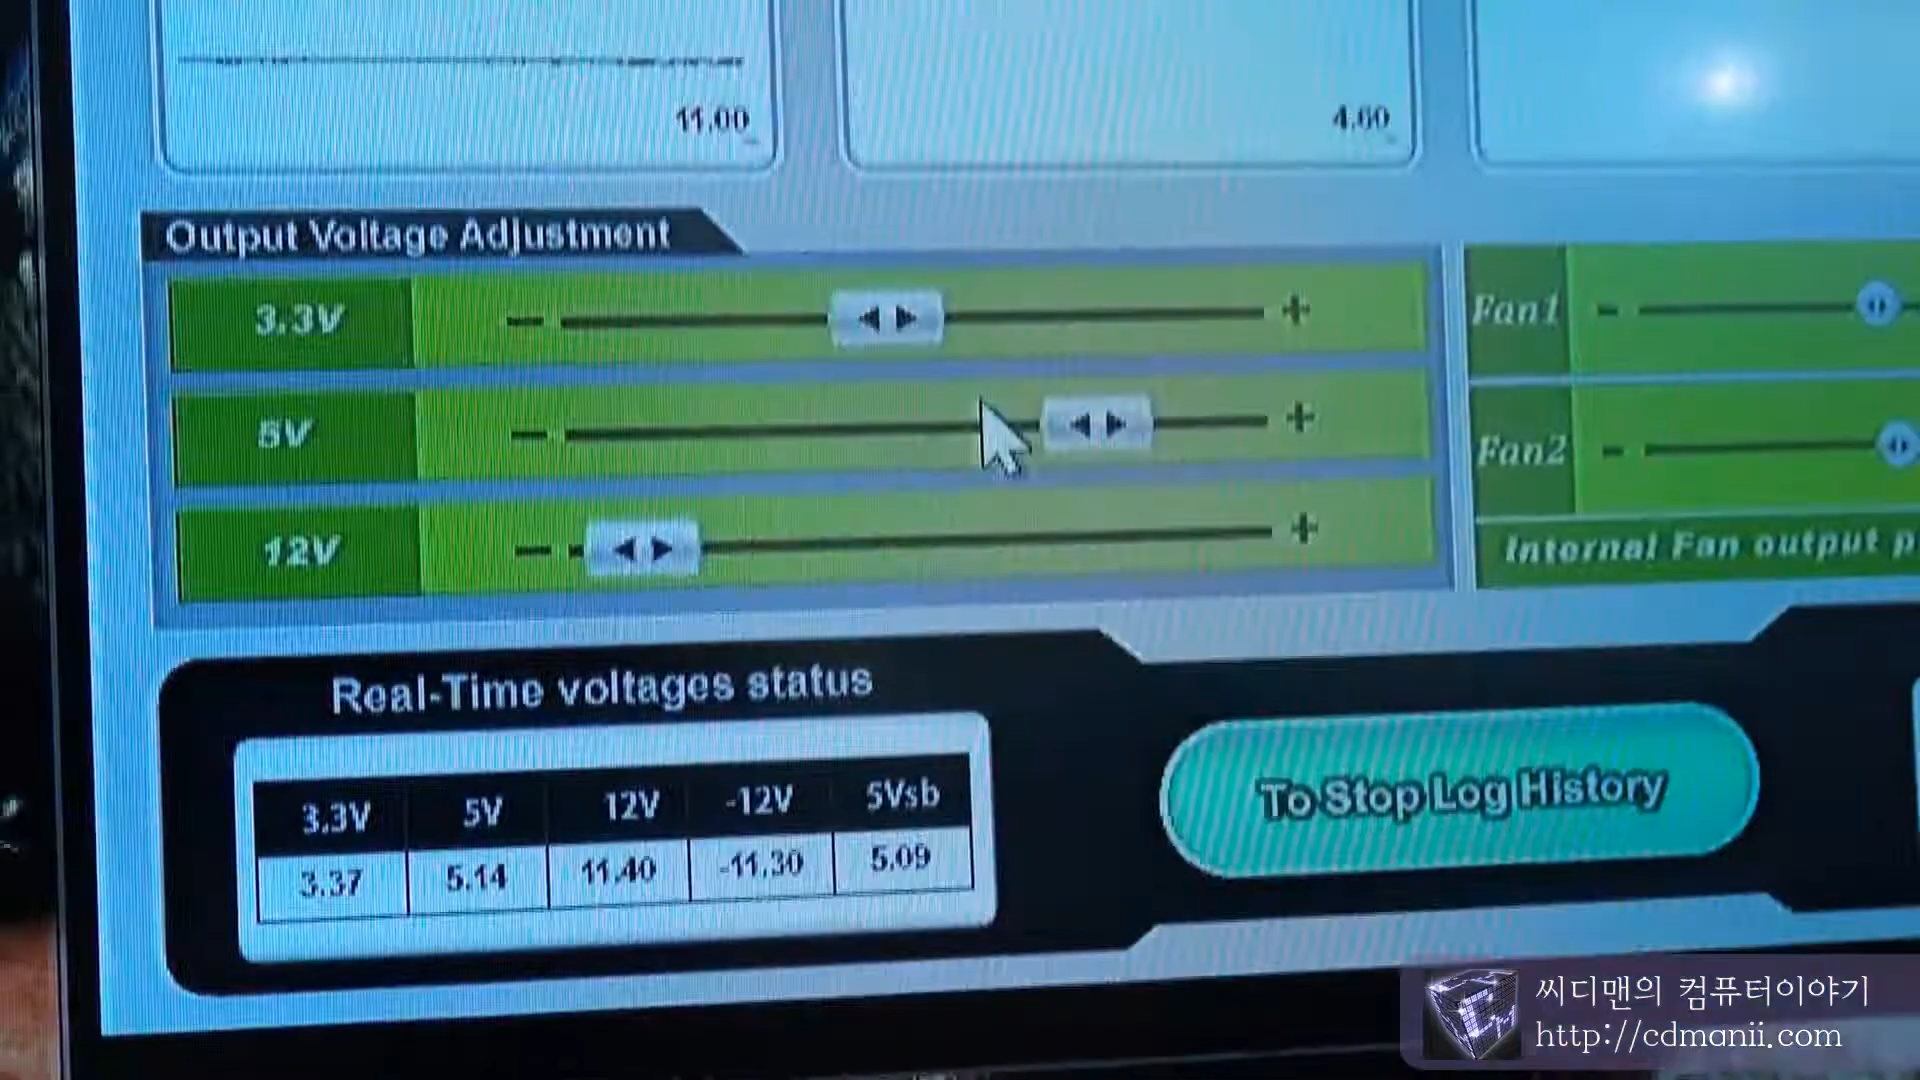 11.00
4.60
Output Voltage Adjustment
3.3V - +
5V - +
12V - +
Fan1 -
Fan2 -
Internal Fan output
Real-Time voltages status
3.3V 5V 12V -12V 5Vsb
3.37 5.14 11.40 -11.30 5.09
To Stop Log History
씨디맨의 컴퓨터이야기
http://cdmanii.com